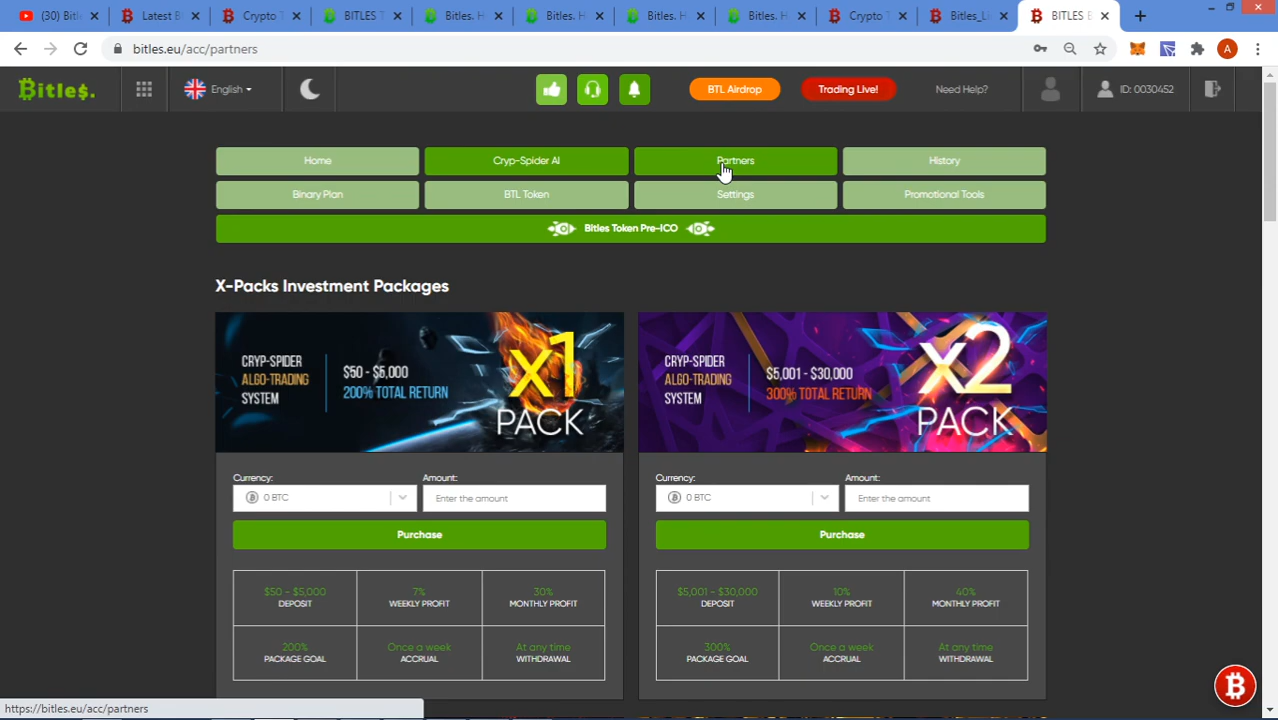 (30) Bitl
Latest B
Crypto T
BITLES T
Bitles. H
Bitles. H
Bitles. H
Bitles. H
Crypto T
Bitles_Li
BITLES B
bitles.eu/acc/partners
A
Bitle$.
English
BTL Airdrop
Trading Live!
Need Help?
ID: 0030452
Home
Cryp-Spider AI
Partners
History
Binary Plan
BTL Token
Settings
Promotional Tools
Bitles Token Pre-ICO
X-Packs Investment Packages
CRYP-SPIDER
ALGO-TRADING
SYSTEM
$50 - $5,000
200% TOTAL RETURN
x1
PACK
CRYP-SPIDER
ALGO-TRADING
SYSTEM
$5,001 - $30,000
300% TOTAL RETURN
x2
PACK
Currency:
Amount:
0 BTC
Enter the amount
Purchase
Currency:
Amount:
0 BTC
Enter the amount
Purchase
$50 - $5,000
DEPOSIT
7%
WEEKLY PROFIT
30%
MONTHLY PROFIT
200%
PACKAGE GOAL
Once a week
ACCRUAL
At any time
WITHDRAWAL
$5,001 - $30,000
DEPOSIT
10%
WEEKLY PROFIT
40%
MONTHLY PROFIT
300%
PACKAGE GOAL
Once a week
ACCRUAL
At any time
WITHDRAWAL
https://bitles.eu/acc/partners